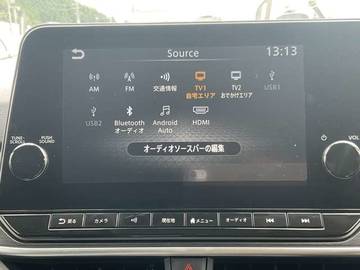 Source
13:13
AM
FM
交通情報
TV1
自宅エリア
TV2
おでかけエリア
USB1
USB2
Bluetooth
オーディオ
Android
Auto
HDMI
オーディオソースバーの編集
TUNE·
SCROLL
PUSH
SOUND
VOL
戻る
カメラ
現在地
メニュー
オーディオ